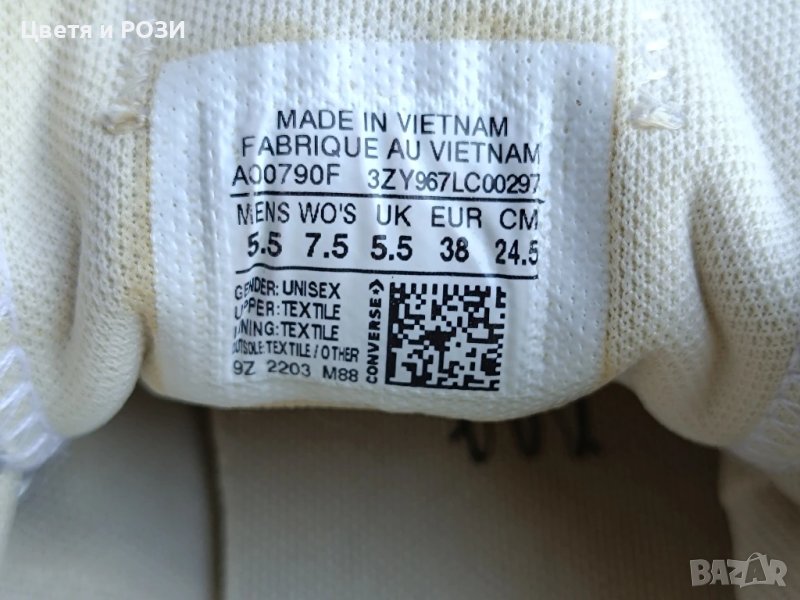 Цветя и РОЗИ
MADE IN VIETNAM
FABRIQUE AU VIETNAM
A00790F 3ZY967LC00297
MENS WO'S UK EUR CM
5.5 7.5 5.5 38 24.5
GENDER: UNISEX
UPPER: TEXTILE
LINING: TEXTILE
OUTSOLE: TEXTILE / OTHER
9Z 2203 M88
CONVERSE
BAZAR